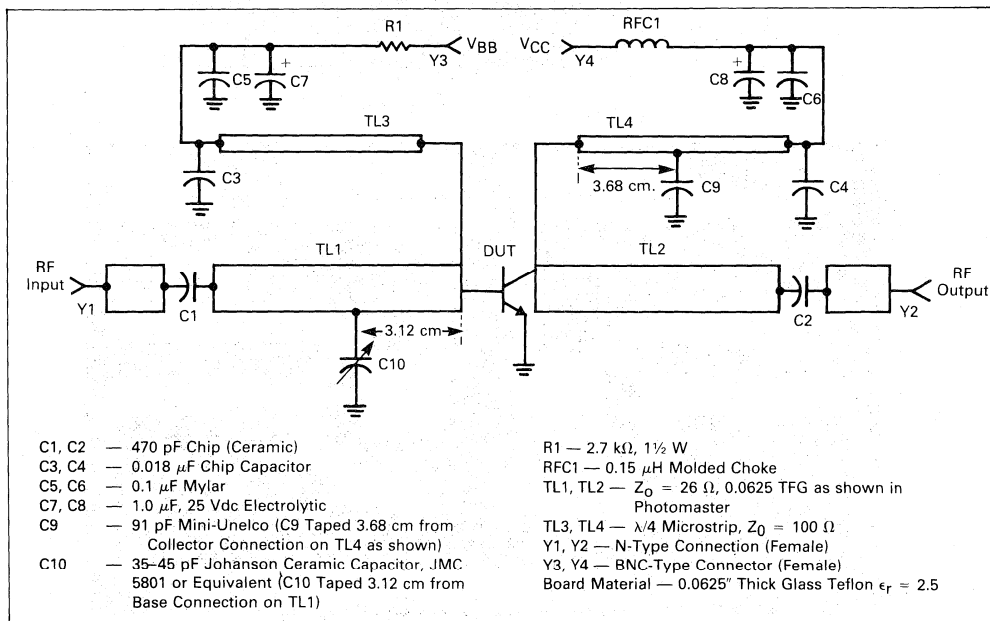 R1
VBB
Y3
VCC
Y4
RFC1
C5
+
C7
+
C8
C6
TL3
TL4
C3
3.68 cm.
C9
C4
TL1
DUT
TL2
RF
Input
Y1
C1
3.12 cm
C10
C2
Y2
RF
Output
C1, C2 — 470 pF Chip (Ceramic)
C3, C4 — 0.018 μF Chip Capacitor
C5, C6 — 0.1 μF Mylar
C7, C8 — 1.0 μF, 25 Vdc Electrolytic
C9 — 91 pF Mini-Unelco (C9 Taped 3.68 cm from
Collector Connection on TL4 as shown)
C10 — 35–45 pF Johanson Ceramic Capacitor, JMC
5801 or Equivalent (C10 Taped 3.12 cm from
Base Connection on TL1)
R1 — 2.7 kΩ, 1½ W
RFC1 — 0.15 μH Molded Choke
TL1, TL2 — Zo = 26 Ω, 0.0625 TFG as shown in
Photomaster
TL3, TL4 — λ/4 Microstrip, Z0 = 100 Ω
Y1, Y2 — N-Type Connection (Female)
Y3, Y4 — BNC-Type Connector (Female)
Board Material — 0.0625″ Thick Glass Teflon ϵr = 2.5